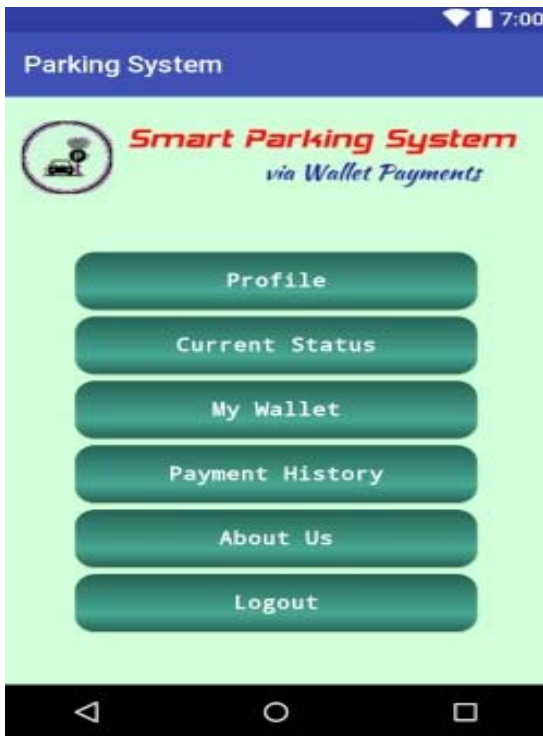 7:00
Parking System
Smart Parking System
via Wallet Payments
Profile
Current Status
My Wallet
Payment History
About Us
Logout